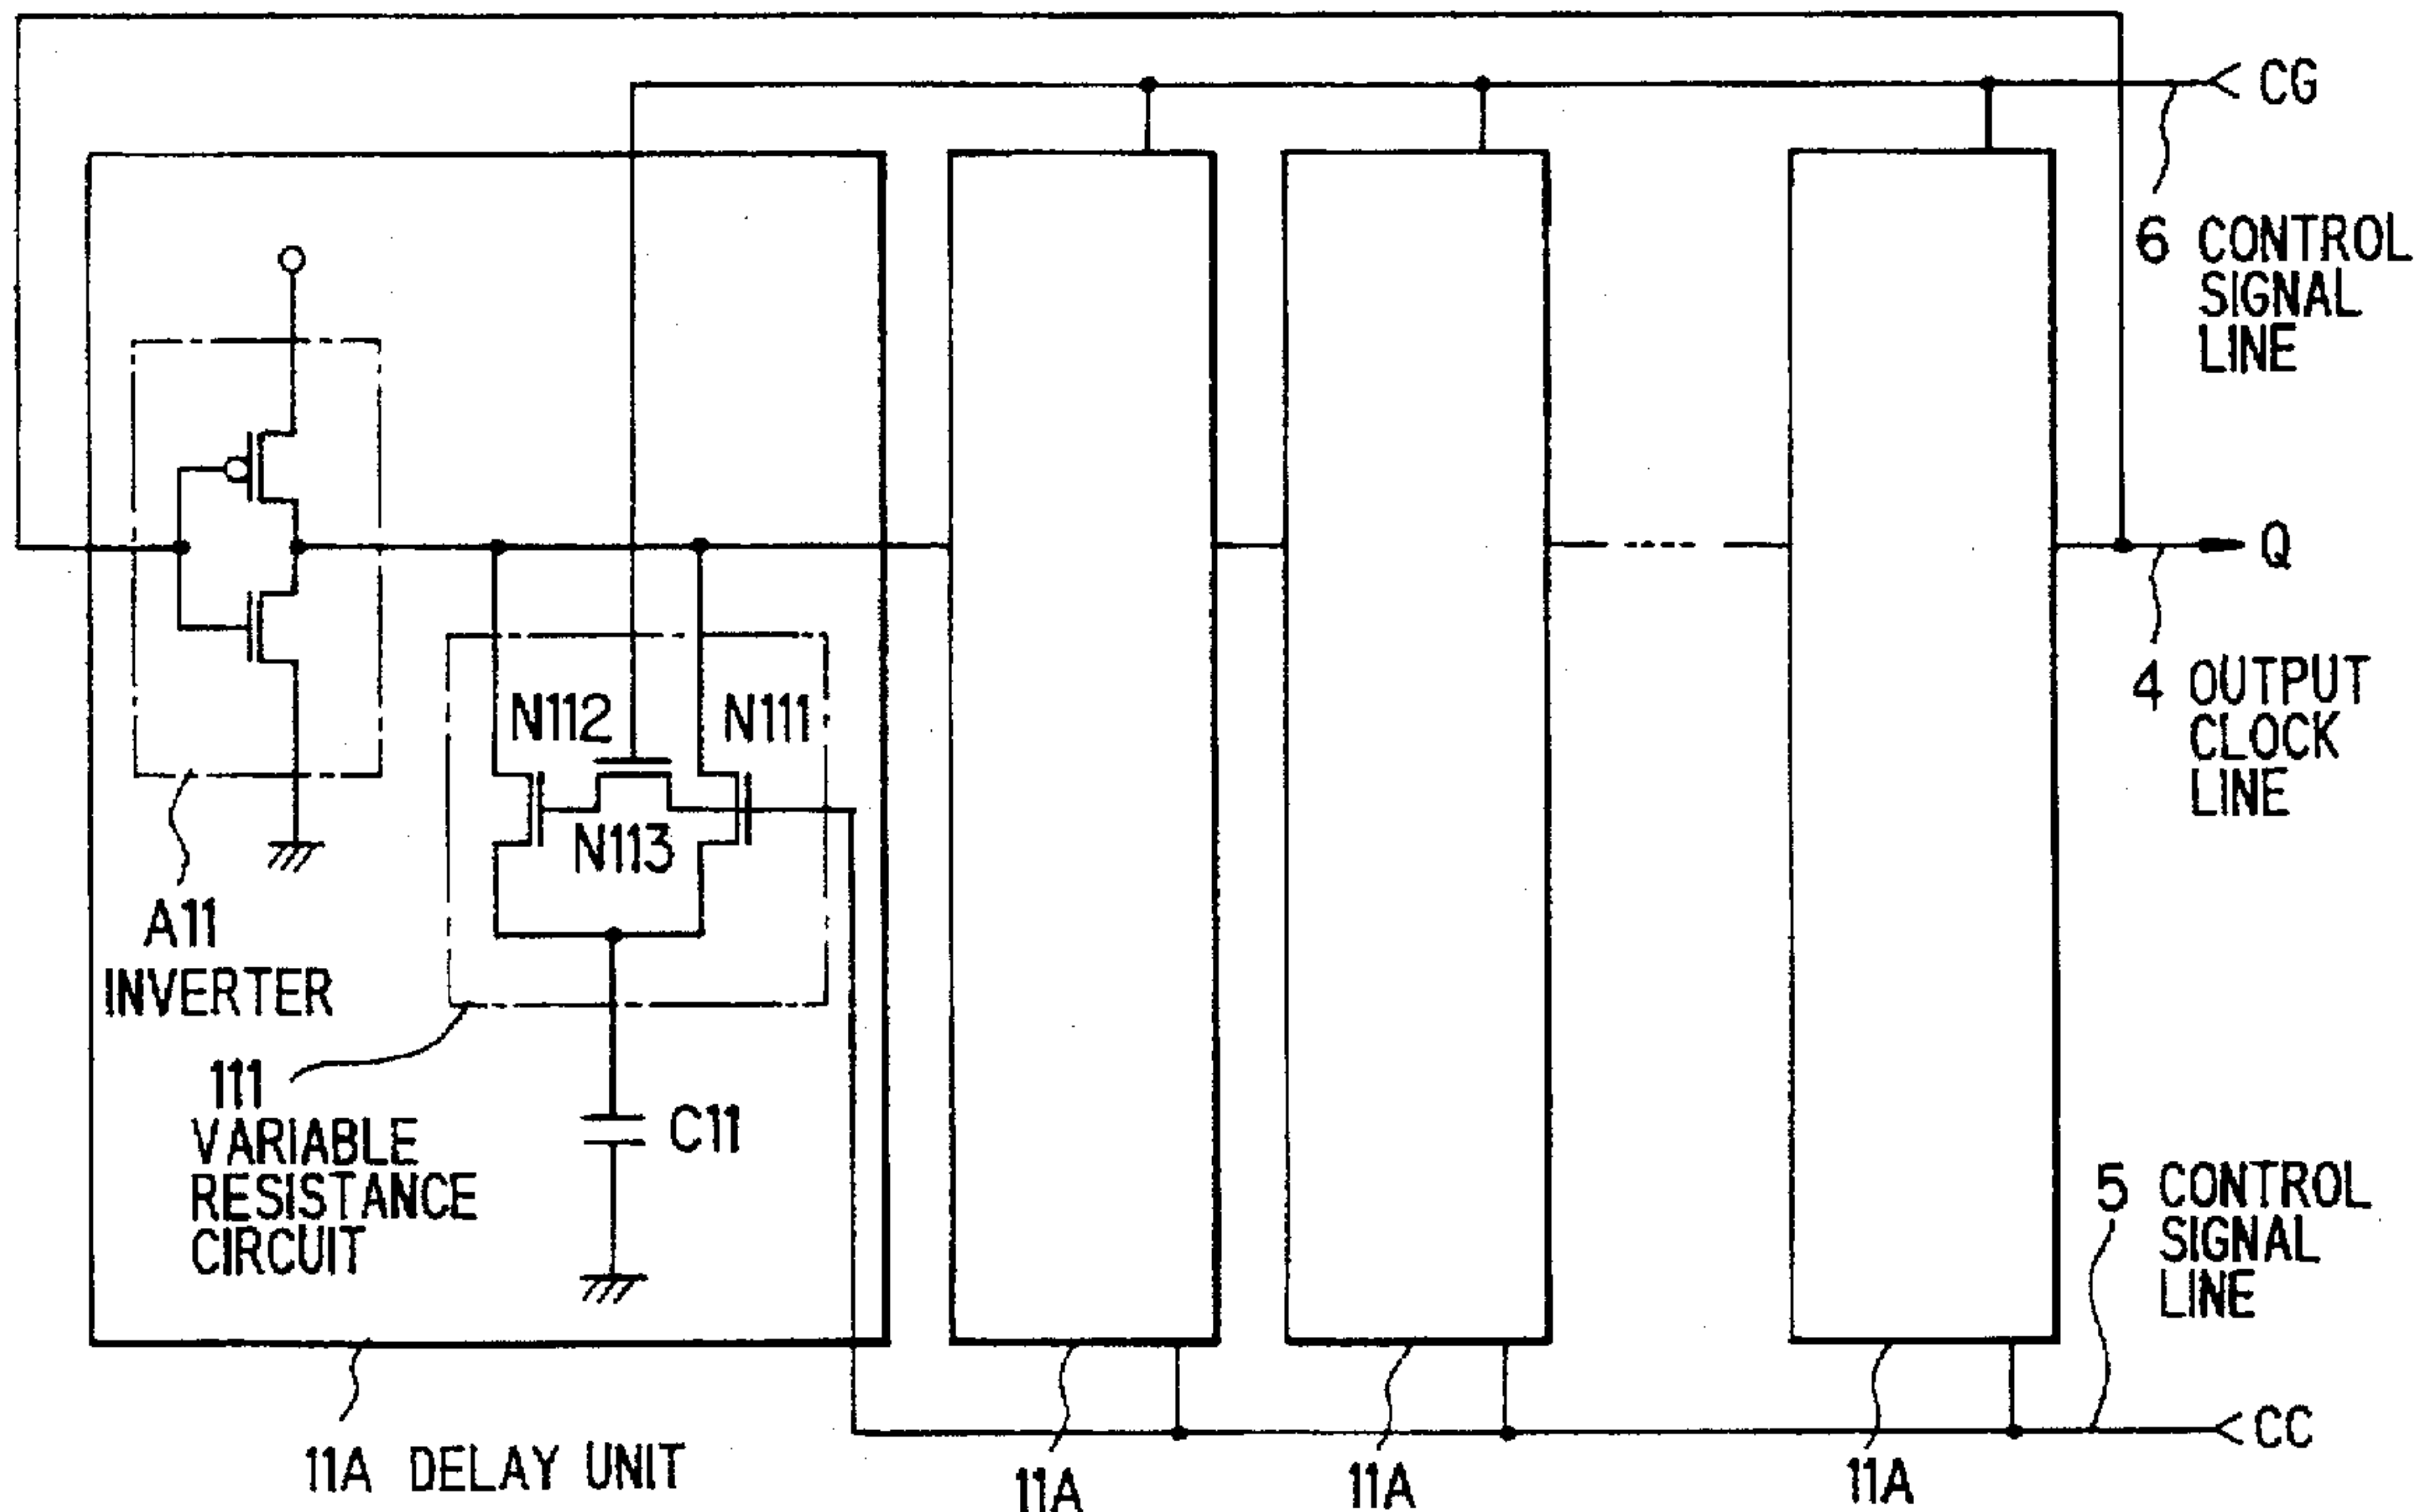 CG
6 CONTROL
SIGNAL
LINE
Q
4 OUTPUT
CLOCK
LINE
N112
N111
N113
A11
INVERTER
111
VARIABLE
RESISTANCE
CIRCUIT
C11
5 CONTROL
SIGNAL
LINE
CC
11A DELAY UNIT
11A
11A
11A